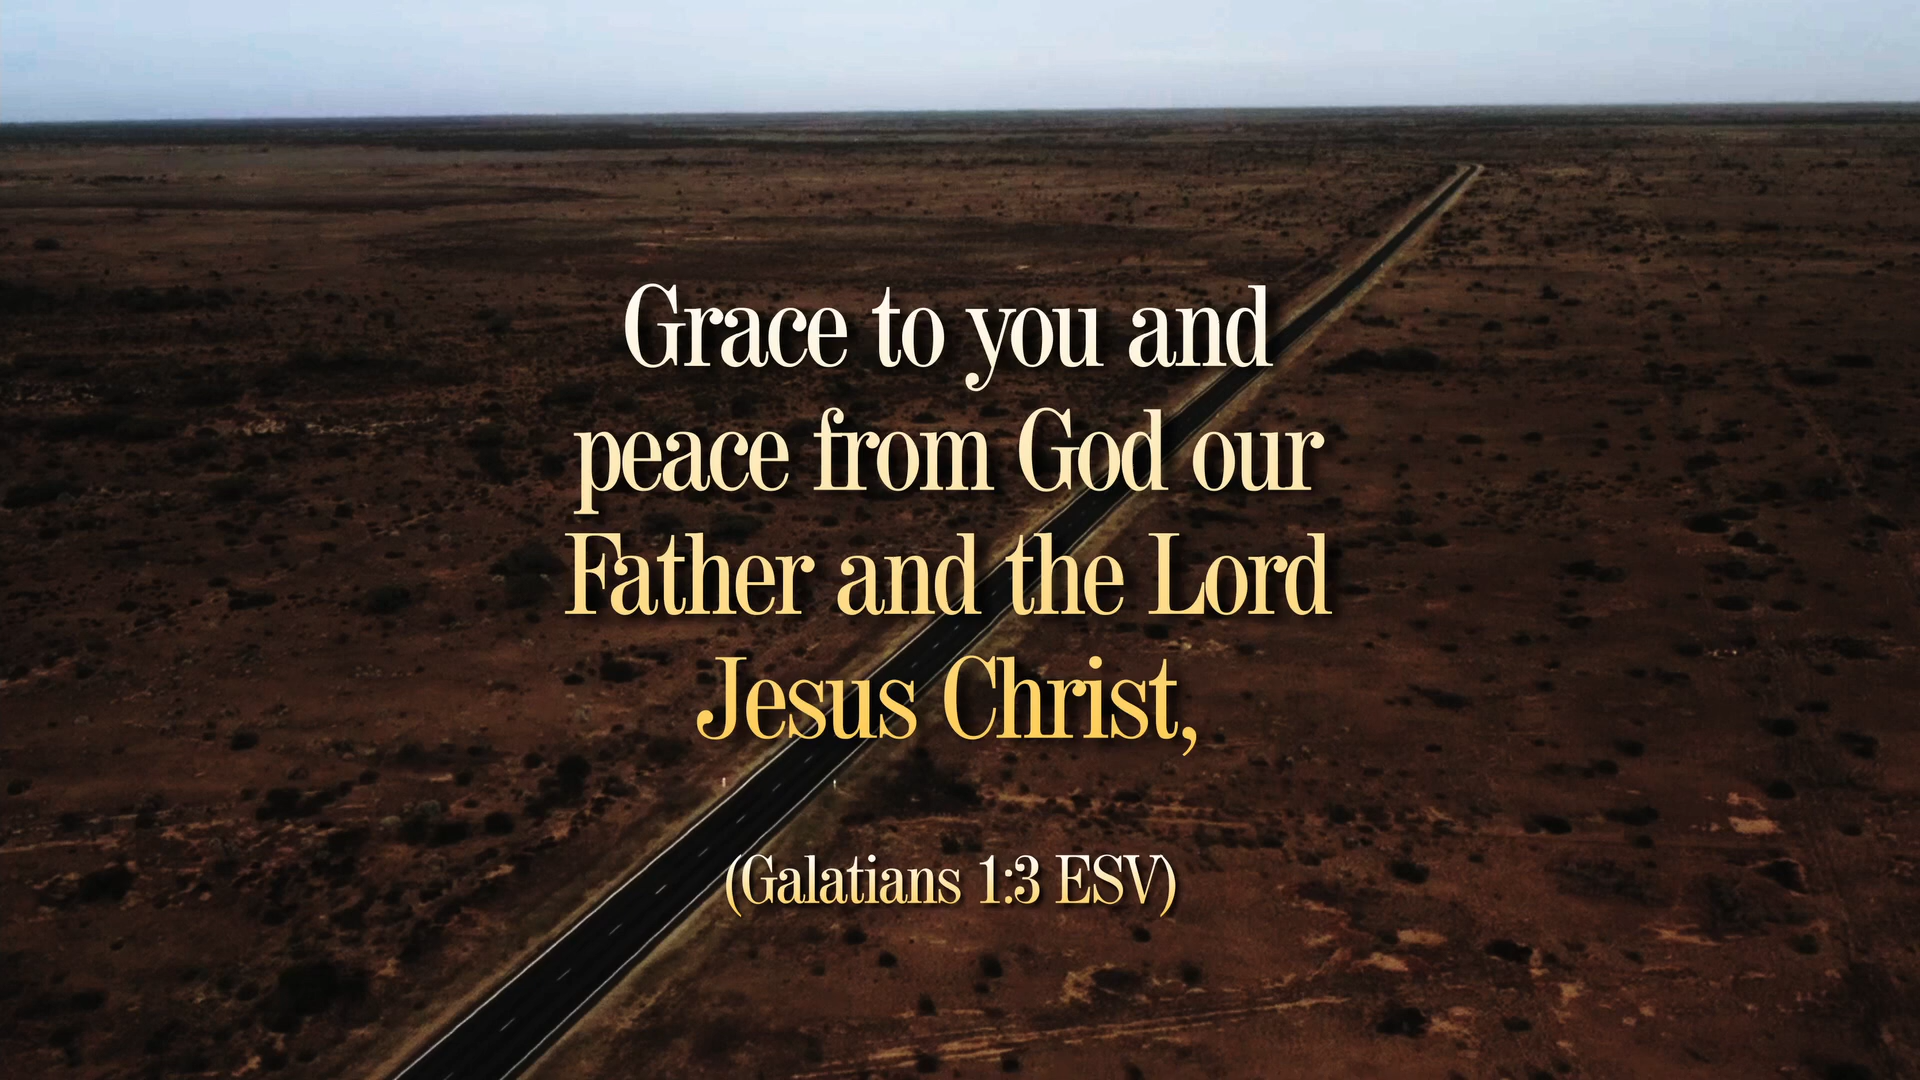 Grace to you and
peace from God our
Father and the Lord
Jesus Christ,
(Galatians 1:3 ESV)